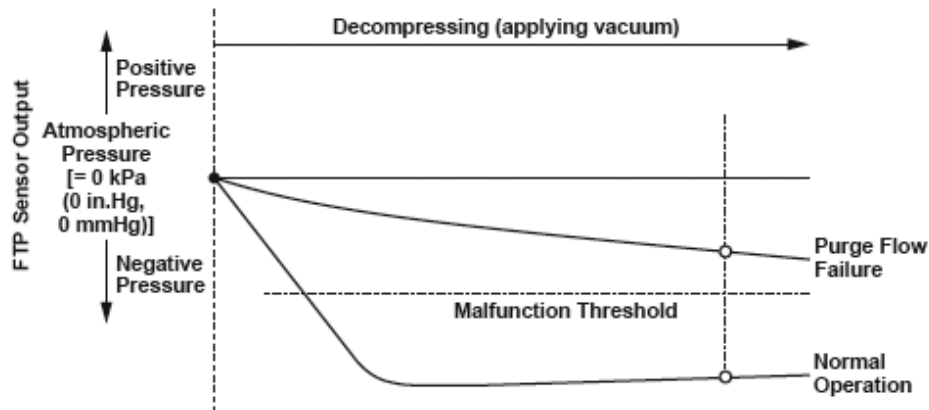 Decompressing (applying vacuum)
FTP Sensor Output
Positive
Pressure
Atmospheric
Pressure
[= 0 kPa
(0 in.Hg,
0 mmHg)]
Negative
Pressure
Purge Flow
Failure
Malfunction Threshold
Normal
Operation